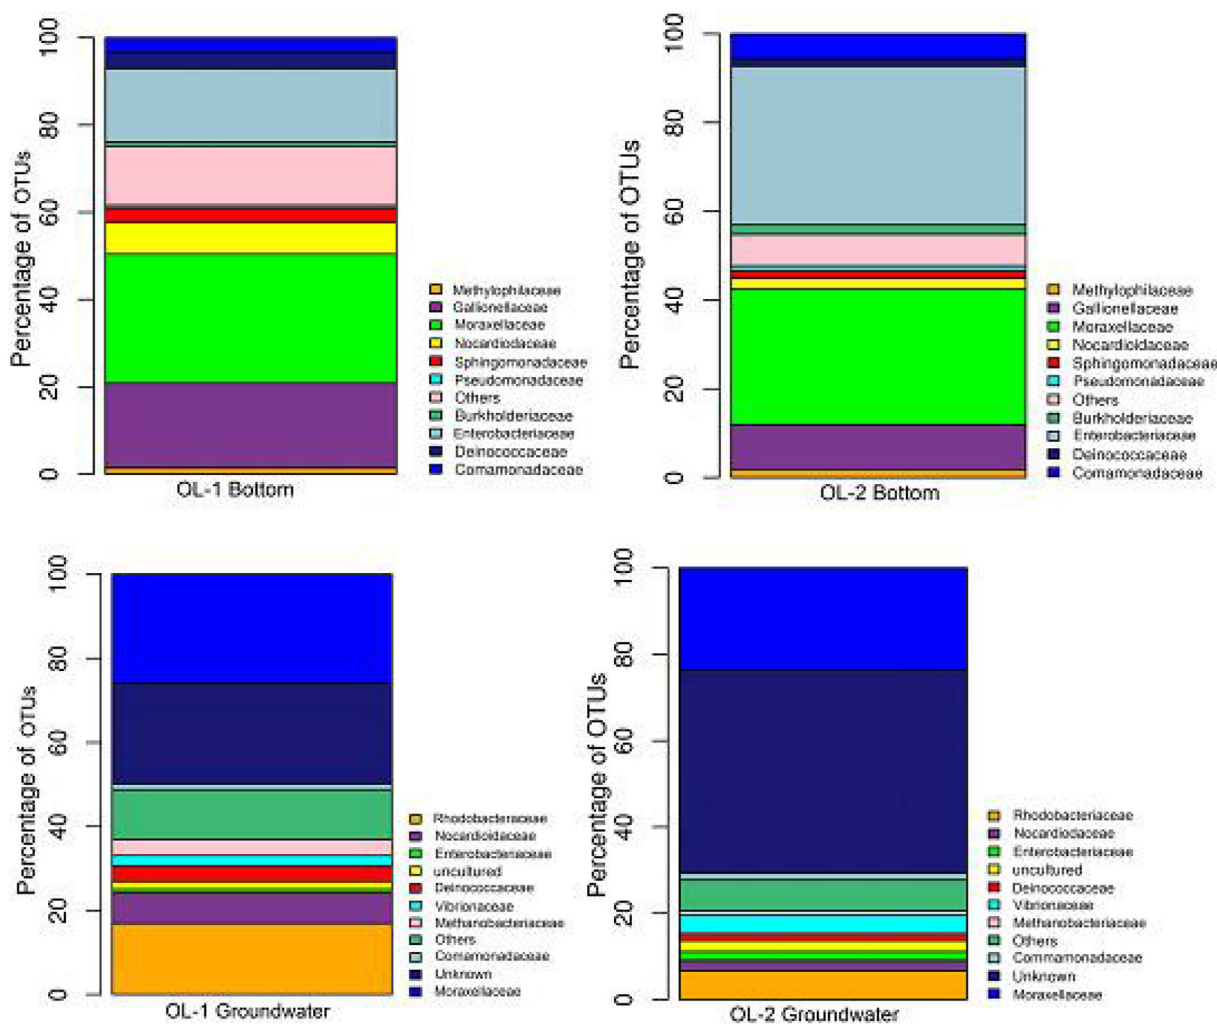 Percentage of OTUs
100
80
60
40
20
0
Methylophilaceae
Gallionellaceae
Moraxellaceae
Nocardiodaceae
Sphingomonadaceae
Pseudomonadaceae
Others
Burkholderiaceae
Enterobacteriaceae
Deinococcaceae
Comamonadaceae
OL-1 Bottom
Percentage of OTUs
100
80
60
40
20
0
Methylophilaceae
Gallionellaceae
Moraxellaceae
Nocardioidaceae
Sphingomonadaceae
Pseudomonadaceae
Others
Burkholderiaceae
Enterobacteriaceae
Deinococcaceae
Comamonadaceae
OL-2 Bottom
Percentage of OTUs
100
80
60
40
20
0
Rhodobacteriaceae
Nocardioidaceae
Enterobacteriaceae
uncultured
Deinococcaceae
Vibrionaceae
Methanobacteriaceae
Others
Comamonadaceae
Unknown
Moraxellaceae
OL-1 Groundwater
Percentage of OTUs
100
80
60
40
20
0
Rhodobacteriaceae
Nocardiodaceae
Enterobacteriaceae
uncultured
Deinococcaceae
Vibrionaceae
Methanobacteriaceae
Others
Commamonadaceae
Unknown
Moraxellaceae
OL-2 Groundwater